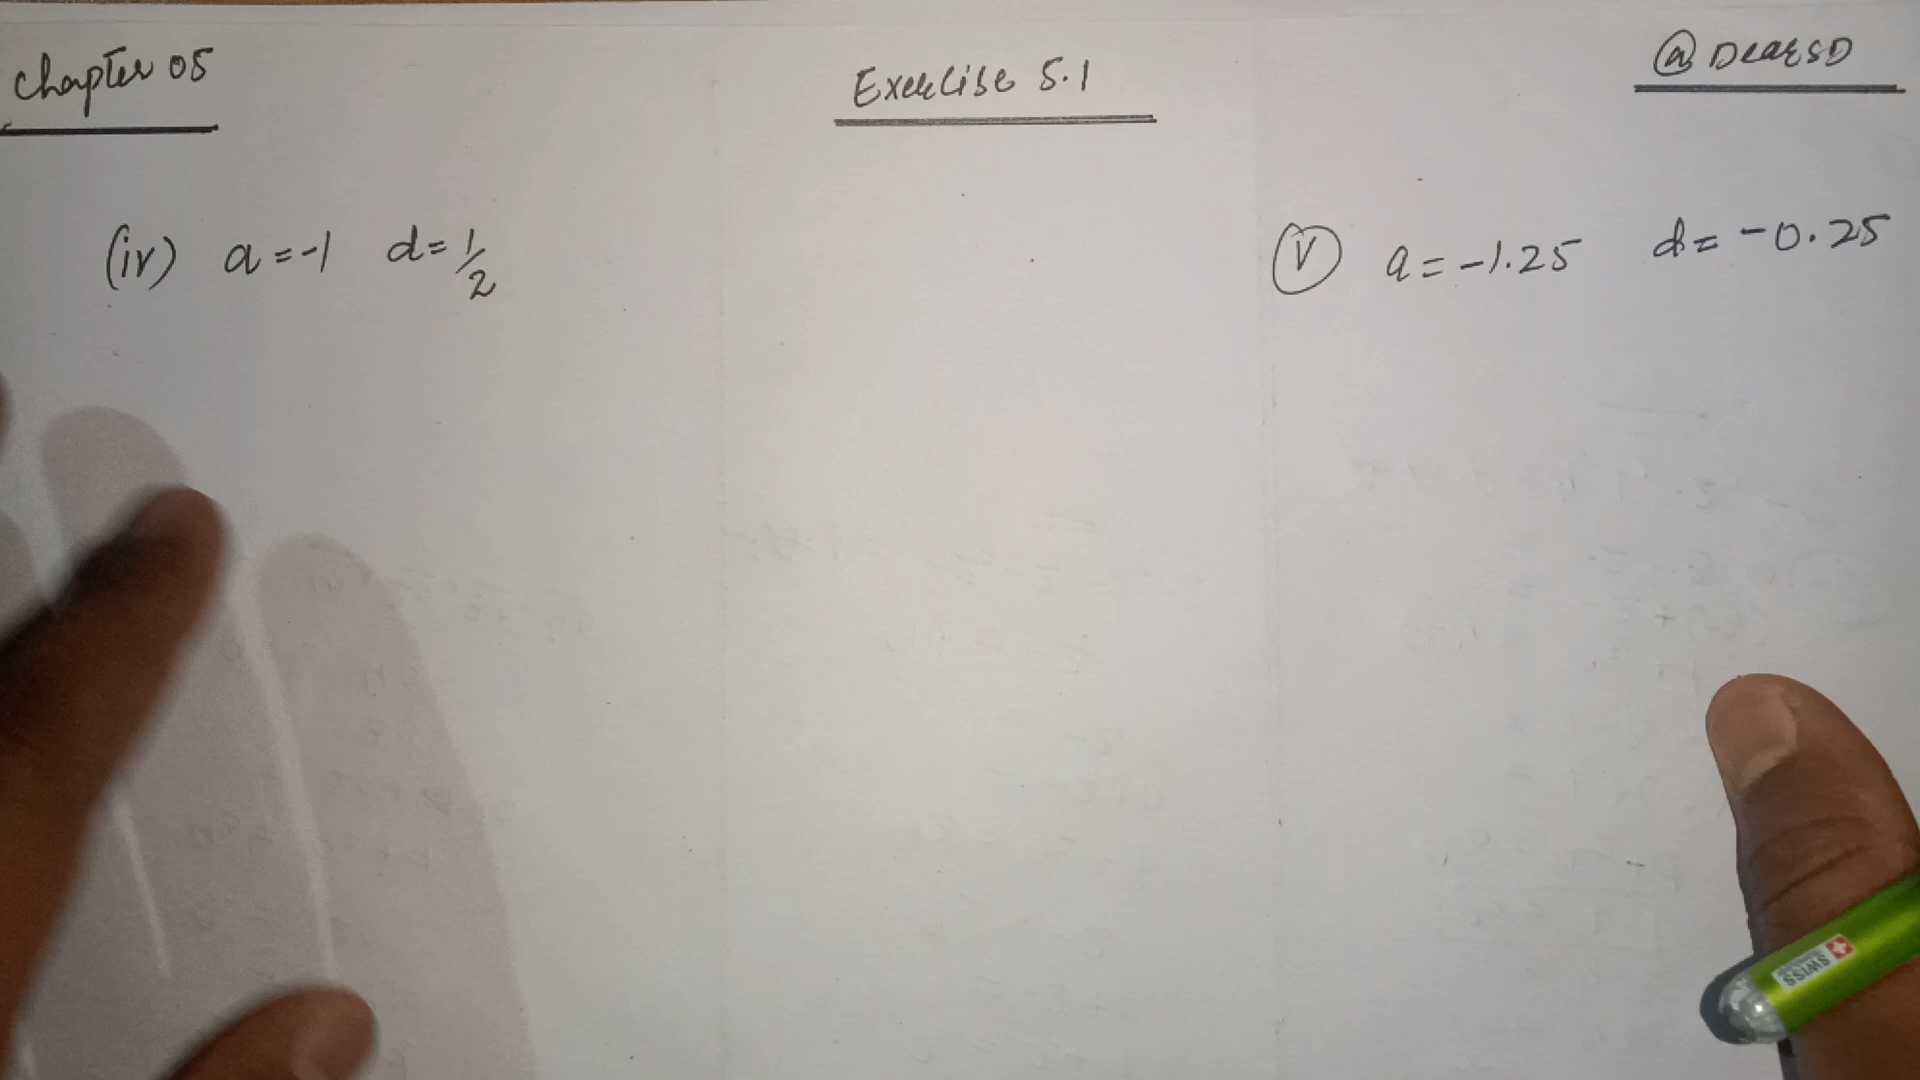 Chapter 05
Exercise 5.1
@DearSD
(iv) a = -1 d = 1/2
(V) a = -1.25 d = -0.25
SWISS